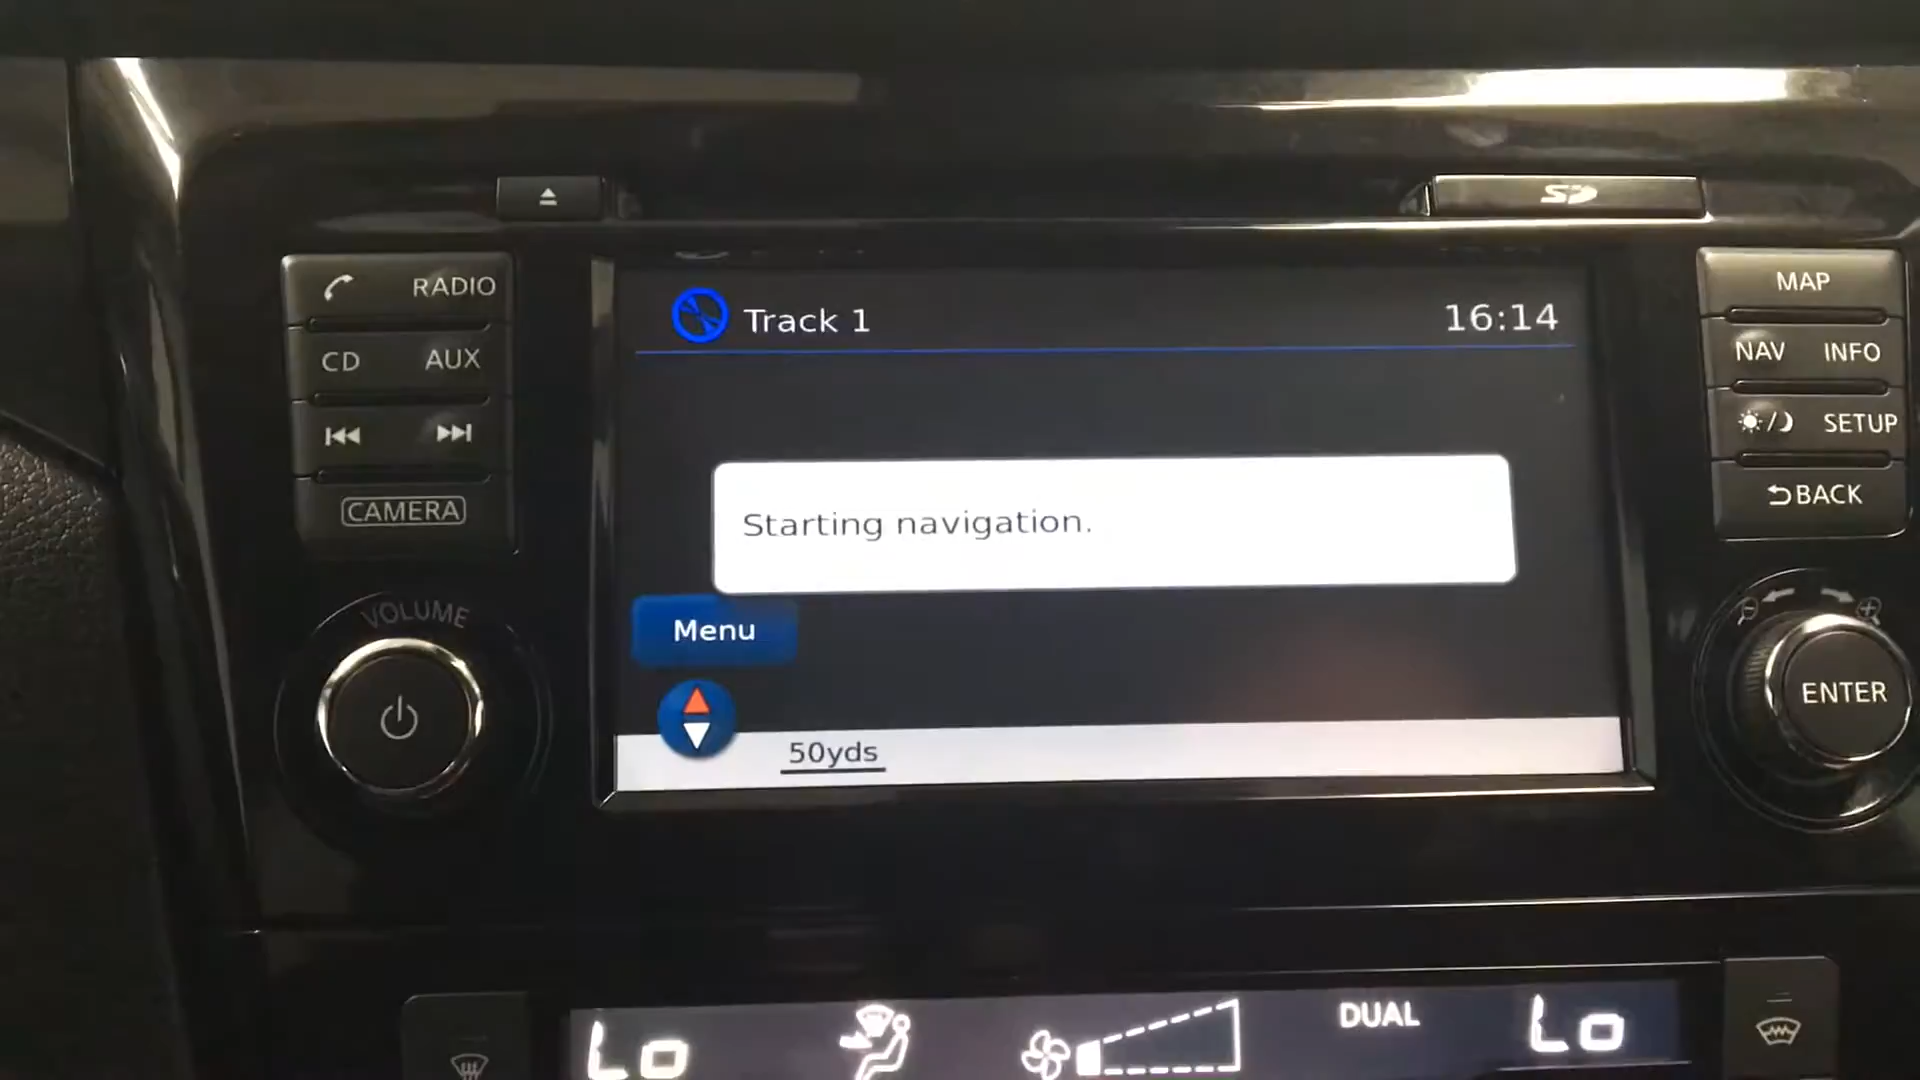 SD
RADIO
CD AUX
CAMERA
VOLUME
Track 1
16:14
Starting navigation.
Menu
50yds
MAP
NAV INFO
SETUP
BACK
ENTER
Lo
DUAL
Lo